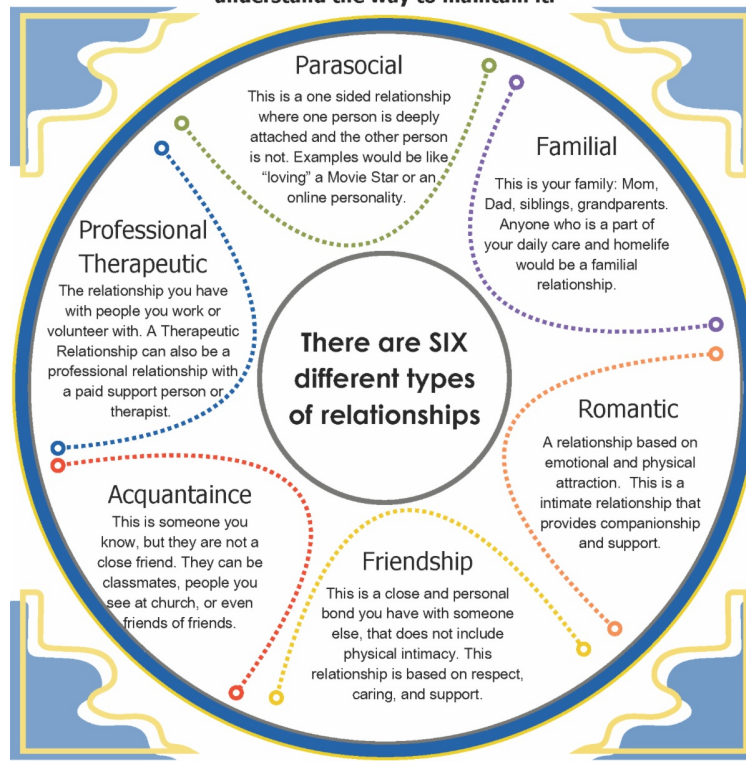 understand the way to maintain it.
Parasocial
This is a one sided relationship
where one person is deeply
attached and the other person
is not. Examples would be like
“loving” a Movie Star or an
online personality.
Familial
This is your family: Mom,
Dad, siblings, grandparents.
Anyone who is a part of
your daily care and homelife
would be a familial
relationship.
Romantic
A relationship based on
emotional and physical
attraction. This is a
intimate relationship that
provides companionship
and support.
Friendship
This is a close and personal
bond you have with someone
else, that does not include
physical intimacy. This
relationship is based on respect,
caring, and support.
Acquantaince
This is someone you
know, but they are not a
close friend. They can be
classmates, people you
see at church, or even
friends of friends.
Professional
Therapeutic
The relationship you have
with people you work or
volunteer with. A Therapeutic
Relationship can also be a
professional relationship with
a paid support person or
therapist.
There are SIX
different types
of relationships